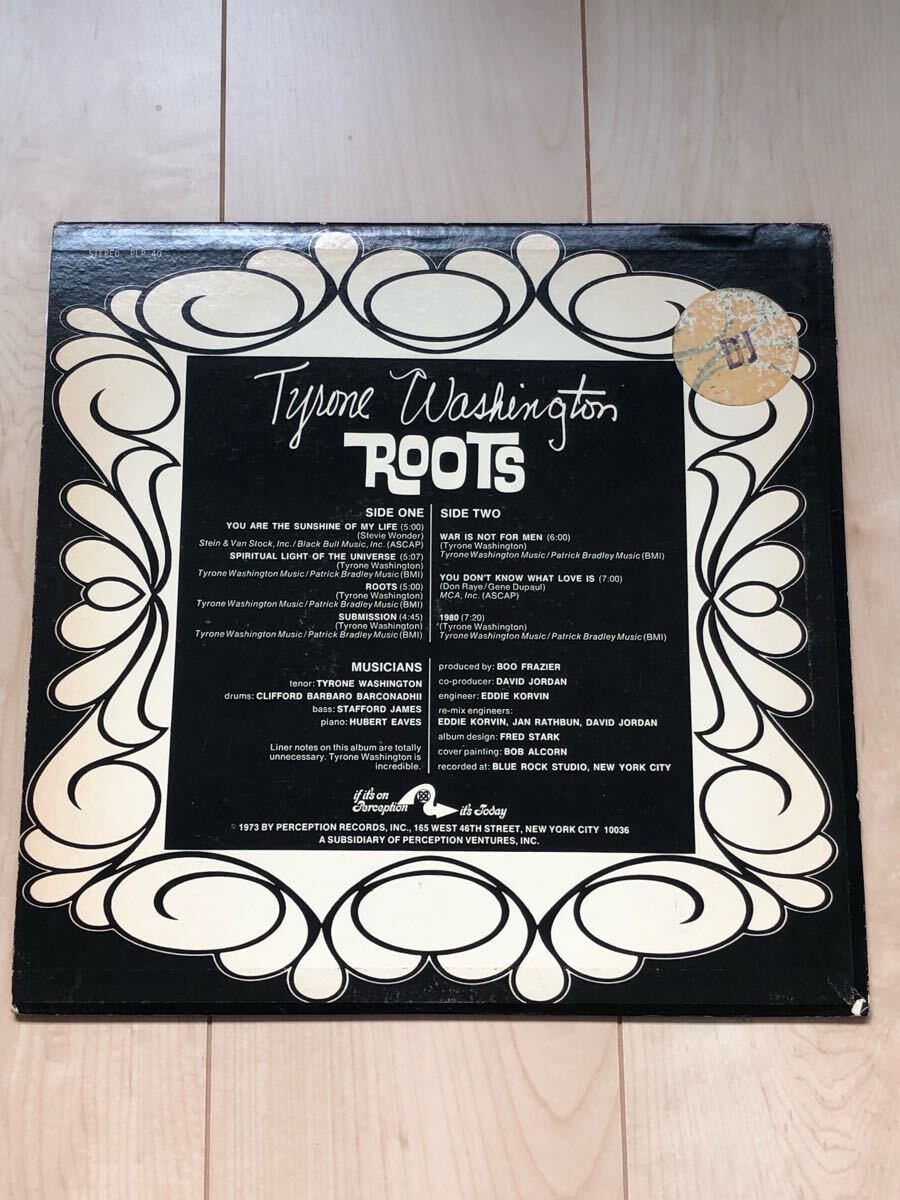 STEREO PLP 40
DJ
Tyrone Washington
ROOTS
SIDE ONE
YOU ARE THE SUNSHINE OF MY LIFE (5:00)
(Stevie Wonder)
Stein & Van Stock, Inc./Black Bull Music, Inc. (ASCAP)
SPIRITUAL LIGHT OF THE UNIVERSE (5:07)
(Tyrone Washington)
Tyrone Washington Music/Patrick Bradley Music (BMI)
ROOTS (5:00)
Tyrone Washington Music/Patrick Bradley Music (BMI)
SUBMISSION (4:45)
(Tyrone Washington)
Tyrone Washington Music/Patrick Bradley Music (BMI)
SIDE TWO
WAR IS NOT FOR MEN (6:00)
(Tyrone Washington)
Tyrone Washington Music/Patrick Bradley Music (BMI)
YOU DON'T KNOW WHAT LOVE IS (7:00)
(Don Raye/Gene Dupaul)
MCA, Inc. (ASCAP)
1980 (7:20)
(Tyrone Washington)
Tyrone Washington Music/Patrick Bradley Music (BMI)
MUSICIANS
tenor: TYRONE WASHINGTON
drums: CLIFFORD BARBARO BARCONADHII
bass: STAFFORD JAMES
piano: HUBERT EAVES
Liner notes on this album are totally
unnecessary. Tyrone Washington is
incredible.
produced by: BOO FRAZIER
co-producer: DAVID JORDAN
engineer: EDDIE KORVIN
re-mix engineers:
EDDIE KORVIN, JAN RATHBUN, DAVID JORDAN
album design: FRED STARK
cover painting: BOB ALCORN
recorded at: BLUE ROCK STUDIO, NEW YORK CITY
if it's on
Perception it's Today
℗ 1973 BY PERCEPTION RECORDS, INC., 165 WEST 46TH STREET, NEW YORK CITY 10036
A SUBSIDIARY OF PERCEPTION VENTURES, INC.